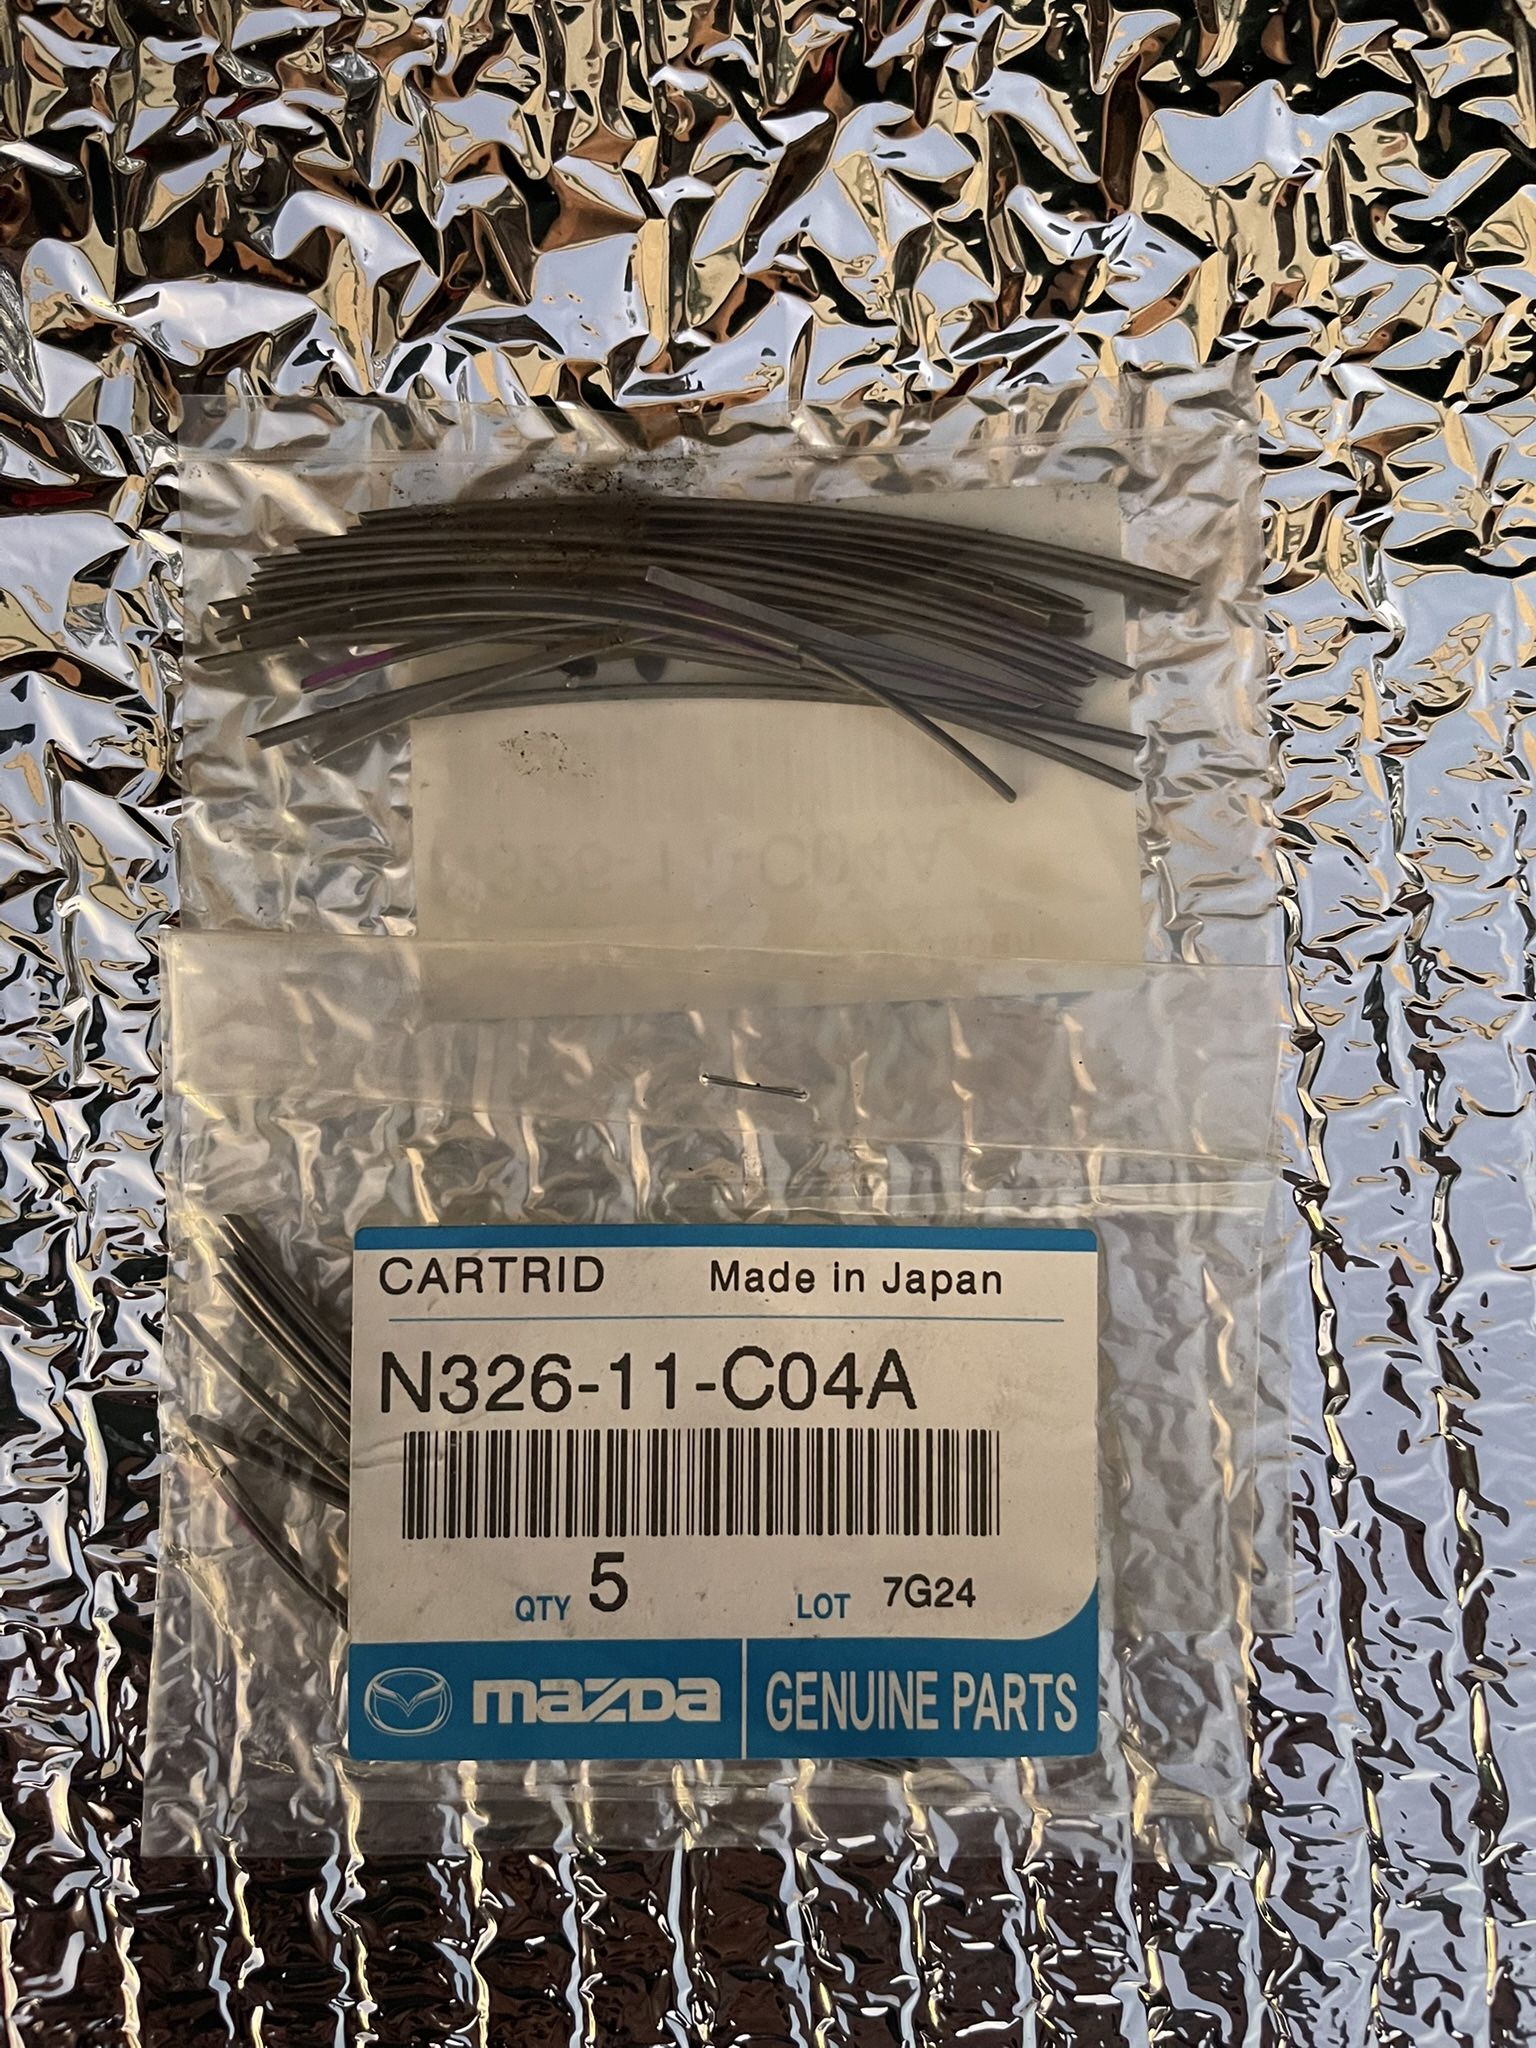 CARTRID Made in Japan
N326-11-C04A
QTY 5 LOT 7G24
mazda GENUINE PARTS